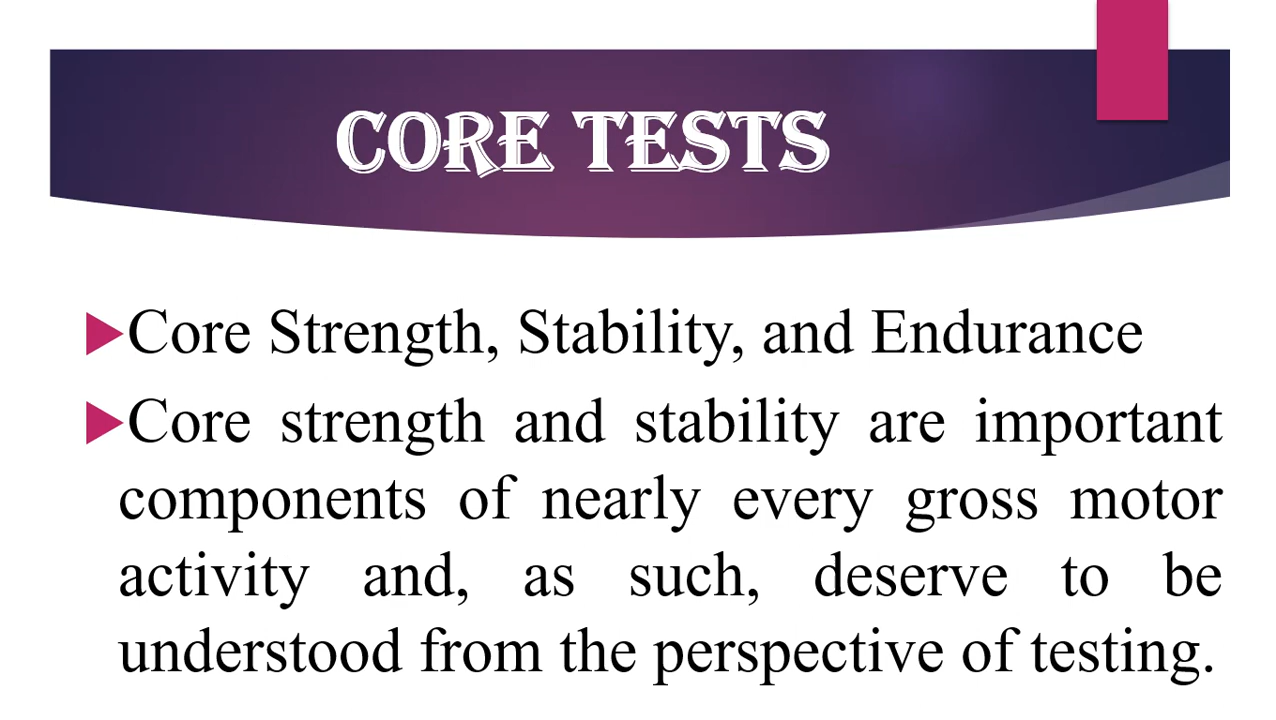 CORE TESTS
Core Strength, Stability, and Endurance
Core strength and stability are important
components of nearly every gross motor
activity and, as such, deserve to be
understood from the perspective of testing.